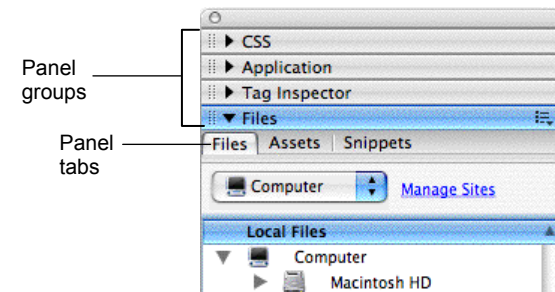 Panel
groups
Panel
tabs
CSS
Application
Tag Inspector
Files
Files Assets Snippets
Computer Manage Sites
Local Files
Computer
Macintosh HD